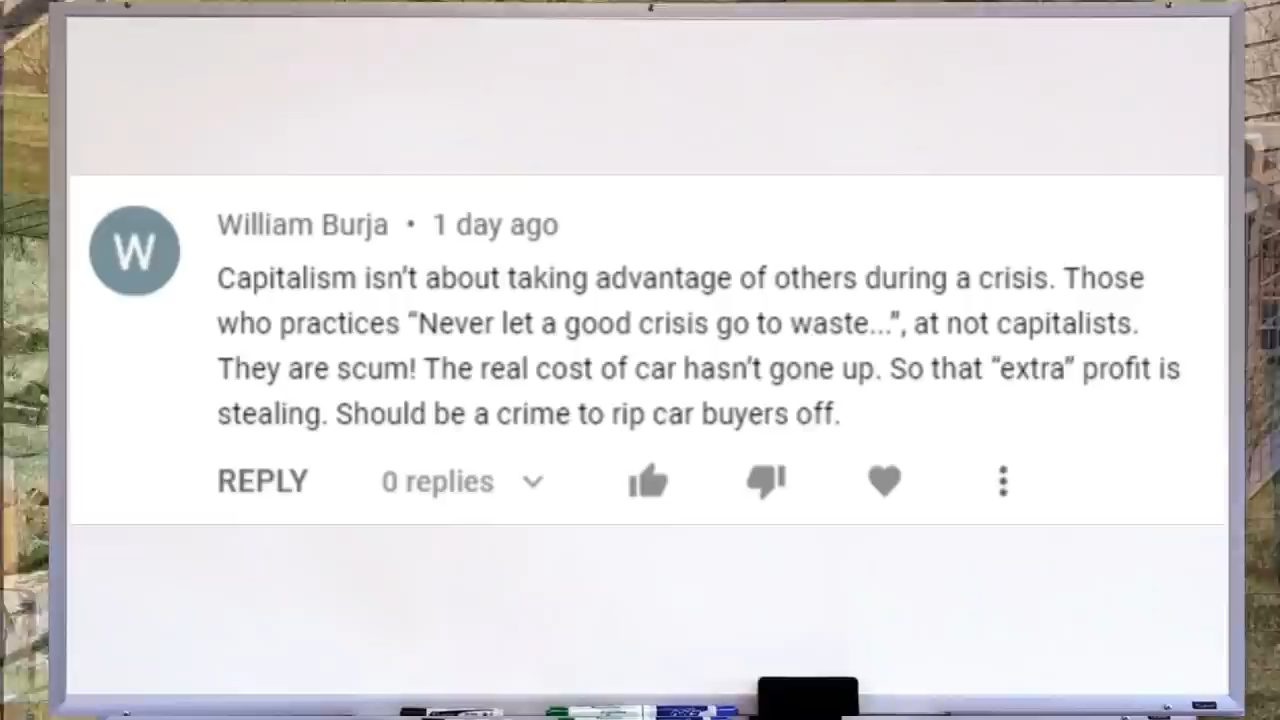 W
William Burja • 1 day ago
Capitalism isn't about taking advantage of others during a crisis. Those
who practices “Never let a good crisis go to waste...”, at not capitalists.
They are scum! The real cost of car hasn't gone up. So that “extra” profit is
stealing. Should be a crime to rip car buyers off.
REPLY 0 replies